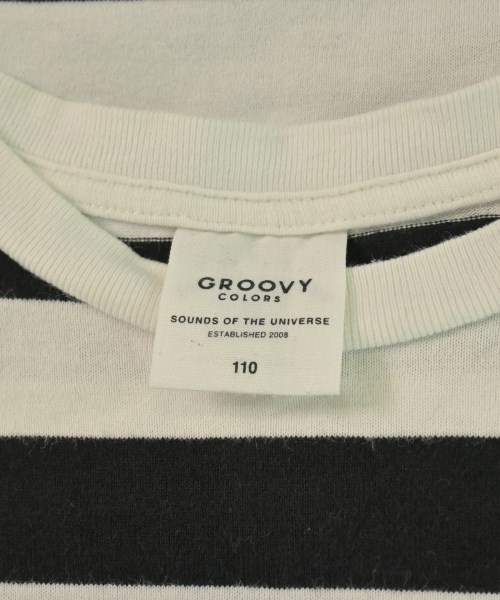 GROOVY
COLORS
SOUNDS OF THE UNIVERSE
ESTABLISHED 2008
110